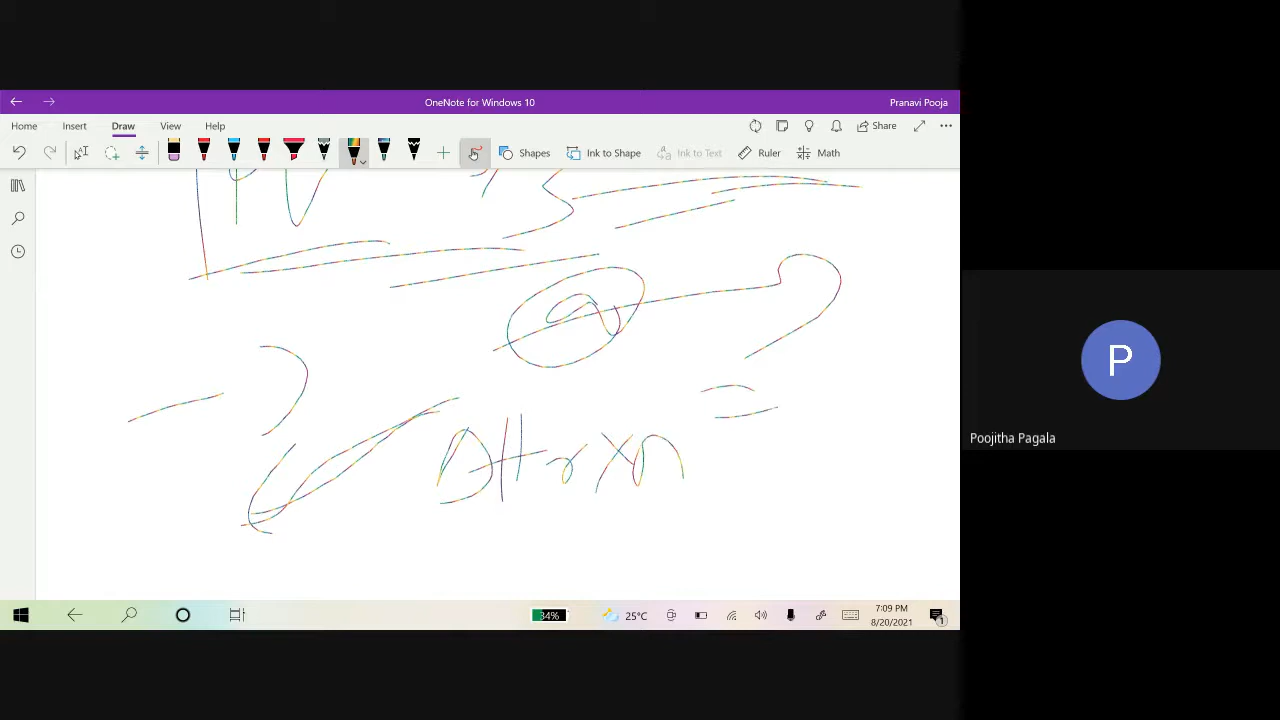 OneNote for Windows 10
Pranavi Pooja
Home Insert Draw View Help
Share
Shapes
Ink to Shape
Ink to Text
Ruler
Math
P
Poojitha Pagala
34%
25°C
7:09 PM
8/20/2021
1